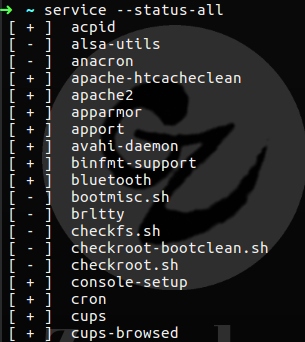 ➜ ~ service --status-all
[ + ] acpid
[ - ] alsa-utils
[ - ] anacron
[ + ] apache-htcacheclean
[ + ] apache2
[ + ] apparmor
[ + ] apport
[ + ] avahi-daemon
[ + ] binfmt-support
[ + ] bluetooth
[ - ] bootmisc.sh
[ - ] brltty
[ - ] checkfs.sh
[ - ] checkroot-bootclean.sh
[ - ] checkroot.sh
[ + ] console-setup
[ + ] cron
[ + ] cups
[ + ] cups-browsed